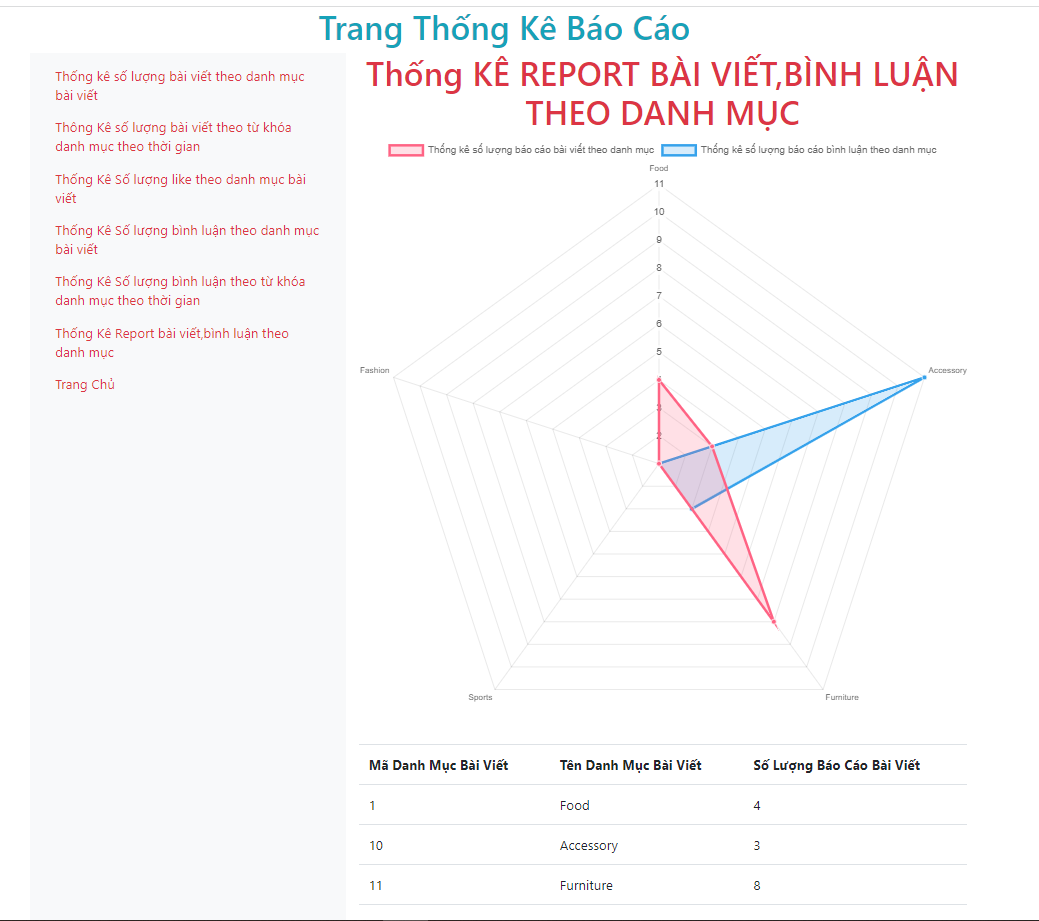 Trang Thống Kê Báo Cáo
Thống kê số lượng bài viết theo danh mục
bài viết
Thông Kê số lượng bài viết theo từ khóa
danh mục theo thời gian
Thống Kê Số lượng like theo danh mục bài
viết
Thống Kê Số lượng bình luận theo danh mục
bài viết
Thống Kê Số lượng bình luận theo từ khóa
danh mục theo thời gian
Thống Kê Report bài viết,bình luận theo
danh mục
Trang Chủ
Thống KÊ REPORT BÀI VIẾT,BÌNH LUẬN
THEO DANH MỤC
Thống kê số lượng báo cáo bài viết theo danh mục
Thống kê số lượng báo cáo bình luận theo danh mục
Food
11
10
9
8
7
6
5
4
3
2
Fashion
Accessory
Sports
Furniture
Mã Danh Mục Bài Viết Tên Danh Mục Bài Viết Số Lượng Báo Cáo Bài Viết
1 Food 4
10 Accessory 3
11 Furniture 8